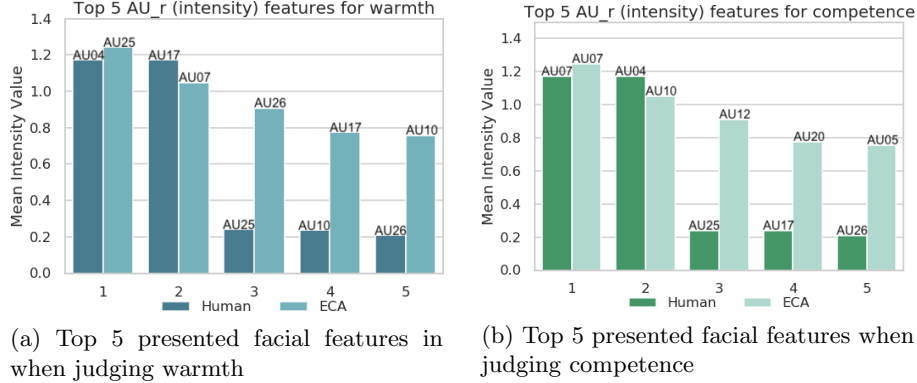 Top 5 AU_r (intensity) features for warmth
Mean Intensity Value
1.4
1.2
1.0
0.8
0.6
0.4
0.2
0.0
AU04
AU25
AU17
AU07
AU25
AU26
AU10
AU17
AU26
AU10
1 2 3 4 5
Human ECA
(a) Top 5 presented facial features in
when judging warmth
Top 5 AU_r (intensity) features for competence
Mean Intensity Value
1.4
1.2
1.0
0.8
0.6
0.4
0.2
0.0
AU07
AU07
AU04
AU10
AU25
AU12
AU17
AU20
AU26
AU05
1 2 3 4 5
Human ECA
(b) Top 5 presented facial features when
judging competence